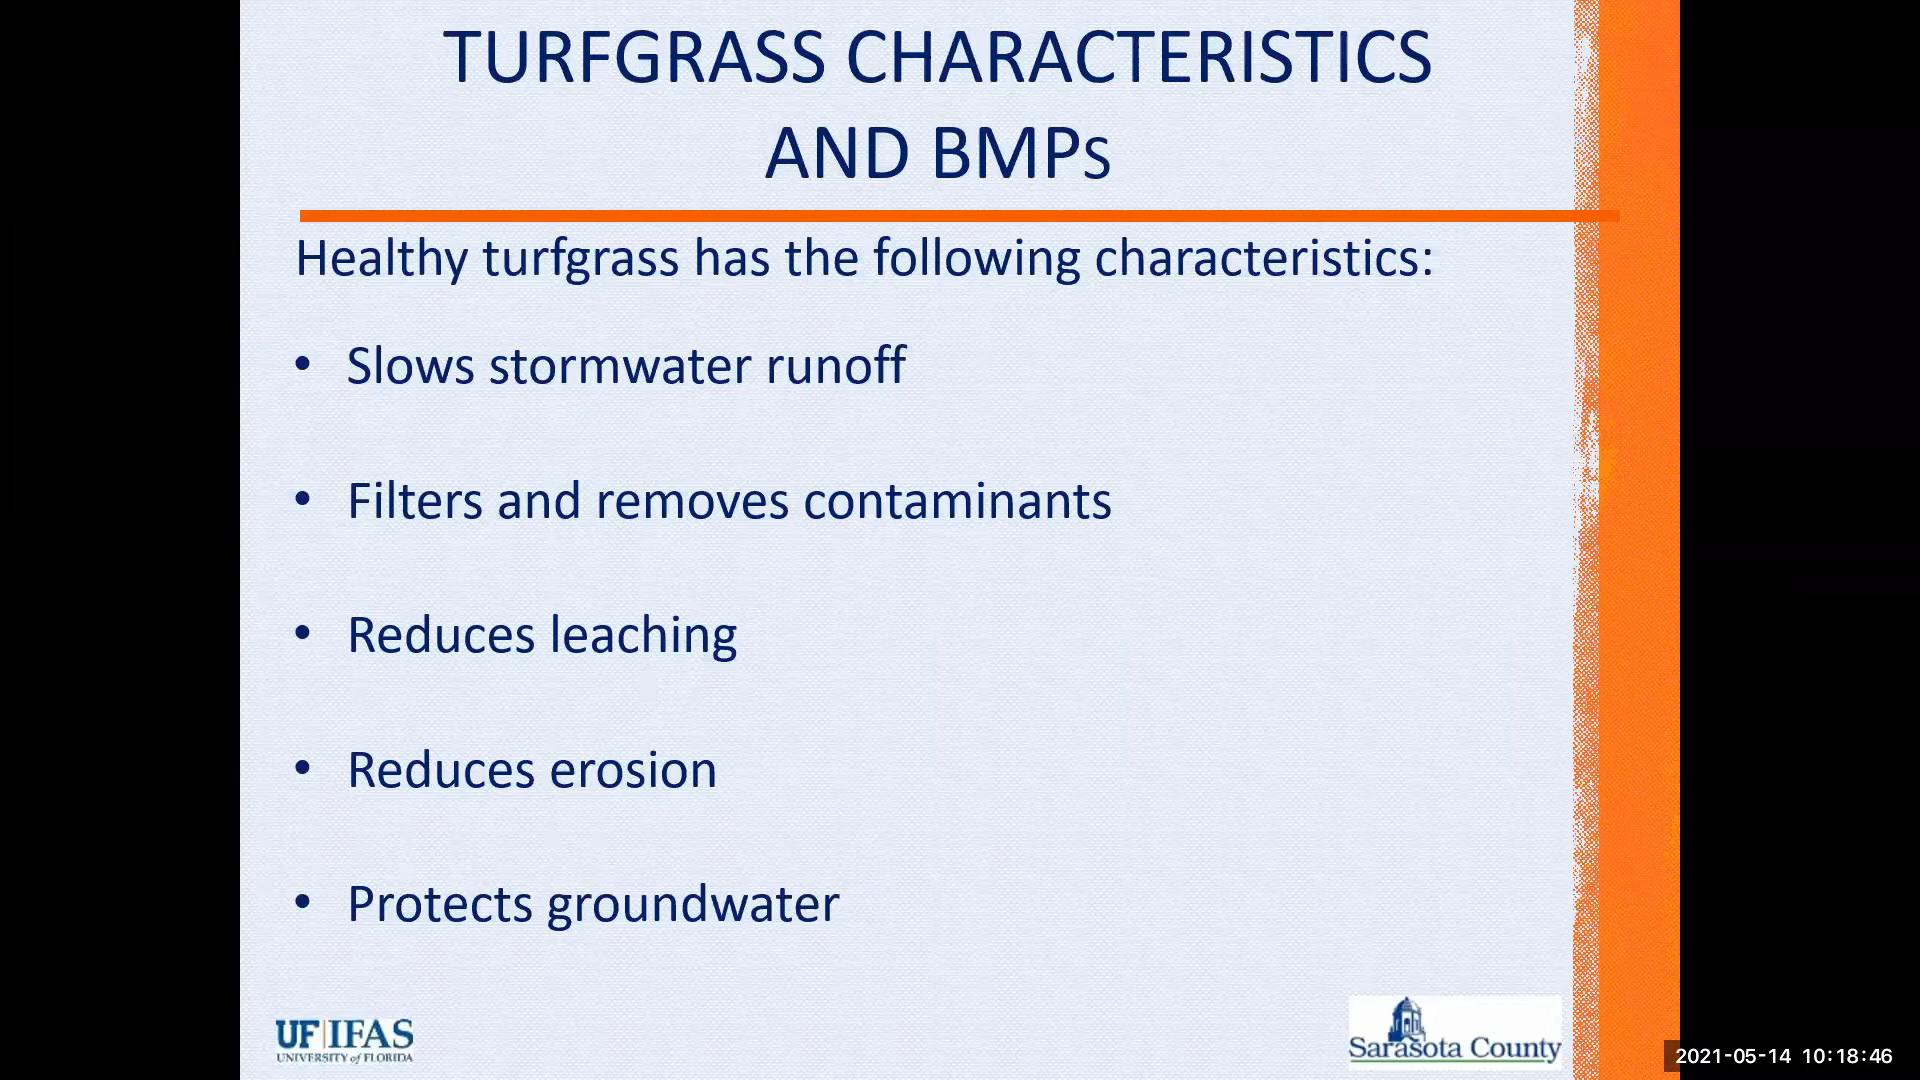 TURFGRASS CHARACTERISTICS
AND BMPs
Healthy turfgrass has the following characteristics:
• Slows stormwater runoff
• Filters and removes contaminants
• Reduces leaching
• Reduces erosion
• Protects groundwater
UF|IFAS
UNIVERSITY of FLORIDA
Sarasota County
2021-05-14 10:18:46